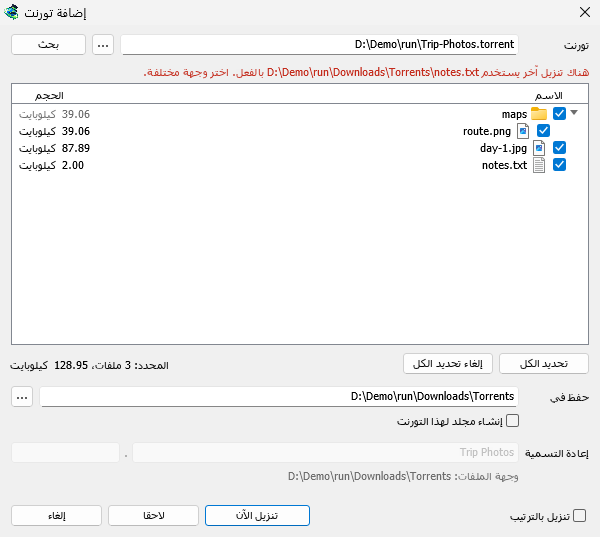 إضافة تورنت
تورنت D:\Demo\run\Trip-Photos.torrent ... بحث
هناك تنزيل آخر يستخدم D:\Demo\run\Downloads\Torrents\notes.txt بالفعل. اختر وجهة مختلفة.
الاسم الحجم
maps 39.06 كيلوبايت
route.png 39.06 كيلوبايت
day-1.jpg 87.89 كيلوبايت
notes.txt 2.00 كيلوبايت
تحديد الكل إلغاء تحديد الكل المحدد: 3 ملفات، 128.95 كيلوبايت
حفظ في D:\Demo\run\Downloads\Torrents ...
إنشاء مجلد لهذا التورنت
إعادة التسمية Trip Photos .
وجهة الملفات: D:\Demo\run\Downloads\Torrents
تنزيل بالترتيب تنزيل الآن لاحقا إلغاء